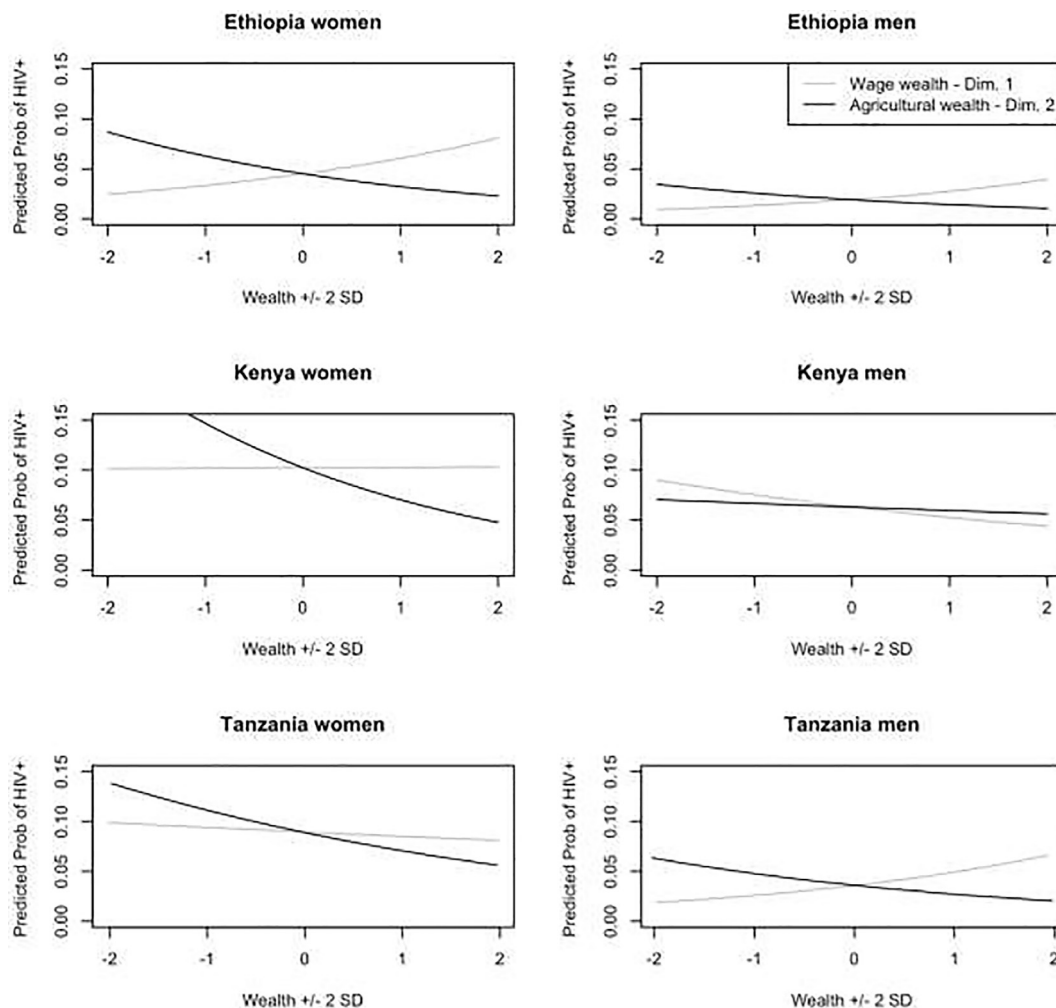 Ethiopia women
Predicted Prob of HIV+
0.15
0.10
0.05
0.00
-2 -1 0 1 2
Wealth +/- 2 SD
Ethiopia men
Predicted Prob of HIV+
0.15
0.10
0.05
0.00
Wage wealth - Dim. 1
Agricultural wealth - Dim. 2
-2 -1 0 1 2
Wealth +/- 2 SD
Kenya women
Predicted Prob of HIV+
0.15
0.10
0.05
0.00
-2 -1 0 1 2
Wealth +/- 2 SD
Kenya men
Predicted Prob of HIV+
0.15
0.10
0.05
0.00
-2 -1 0 1 2
Wealth +/- 2 SD
Tanzania women
Predicted Prob of HIV+
0.15
0.10
0.05
0.00
-2 -1 0 1 2
Wealth +/- 2 SD
Tanzania men
Predicted Prob of HIV+
0.15
0.10
0.05
0.00
-2 -1 0 1 2
Wealth +/- 2 SD